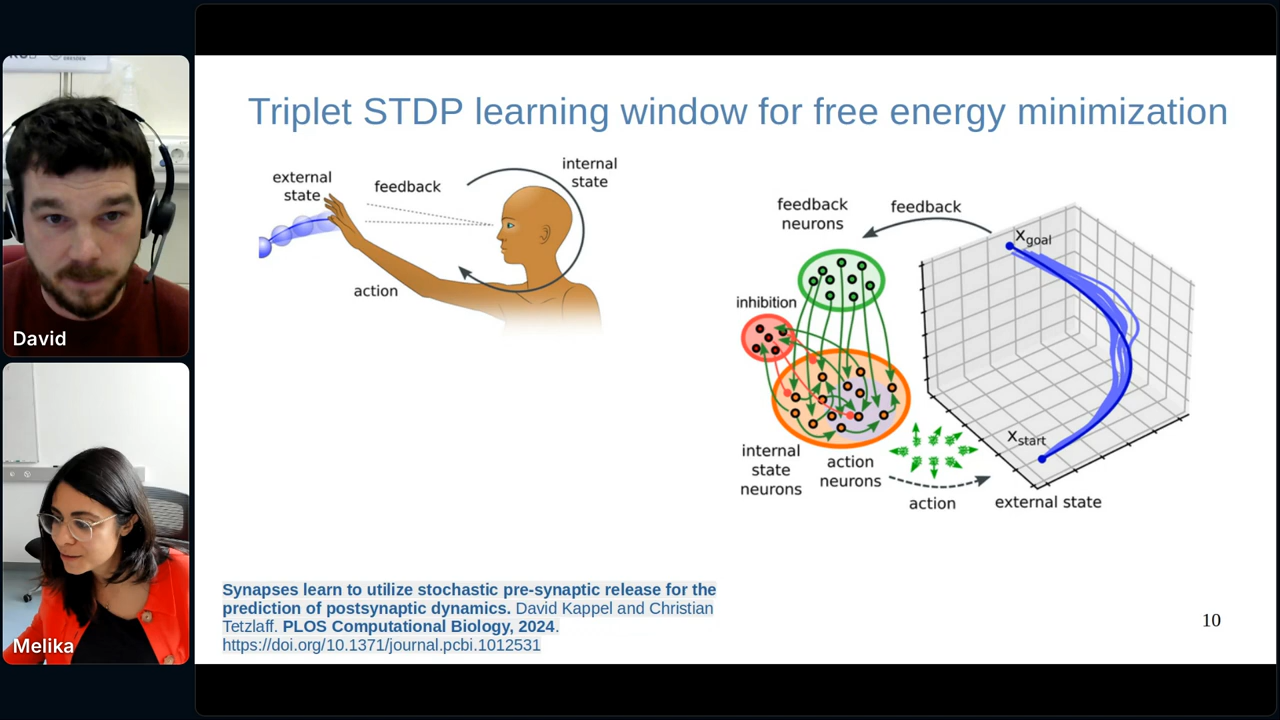 DRESDEN
David
Melika
Triplet STDP learning window for free energy minimization
external
state
feedback
internal
state
action
feedback
neurons
feedback
inhibition
internal
state
neurons
action
neurons
action
external state
x_goal
x_start
Synapses learn to utilize stochastic pre-synaptic release for the
prediction of postsynaptic dynamics. David Kappel and Christian
Tetzlaff. PLOS Computational Biology, 2024.
https://doi.org/10.1371/journal.pcbi.1012531
10